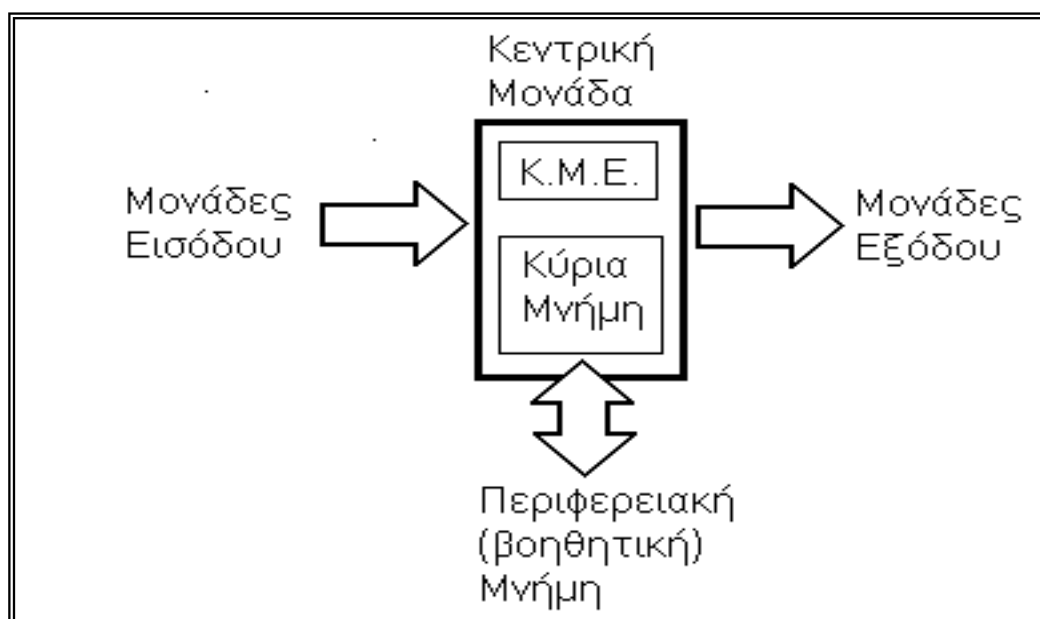 Κεντρική
Μονάδα
Κ.Μ.Ε.
Μονάδες
Εισόδου
Κύρια
Μνήμη
Μονάδες
Εξόδου
Περιφερειακή
(βοηθητική)
Μνήμη